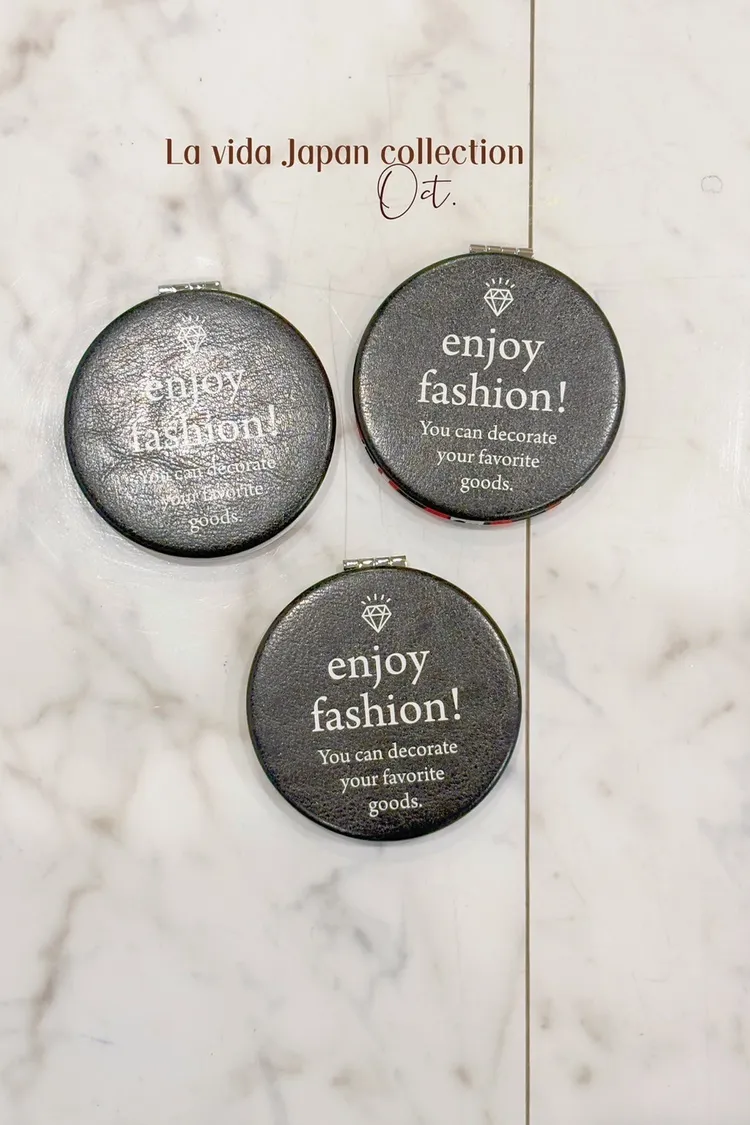 La vida Japan collection
Oct.
enjoy
fashion!
You can decorate
your favorite
goods.
enjoy
fashion!
You can decorate
your favorite
goods.
enjoy
fashion!
You can decorate
your favorite
goods.